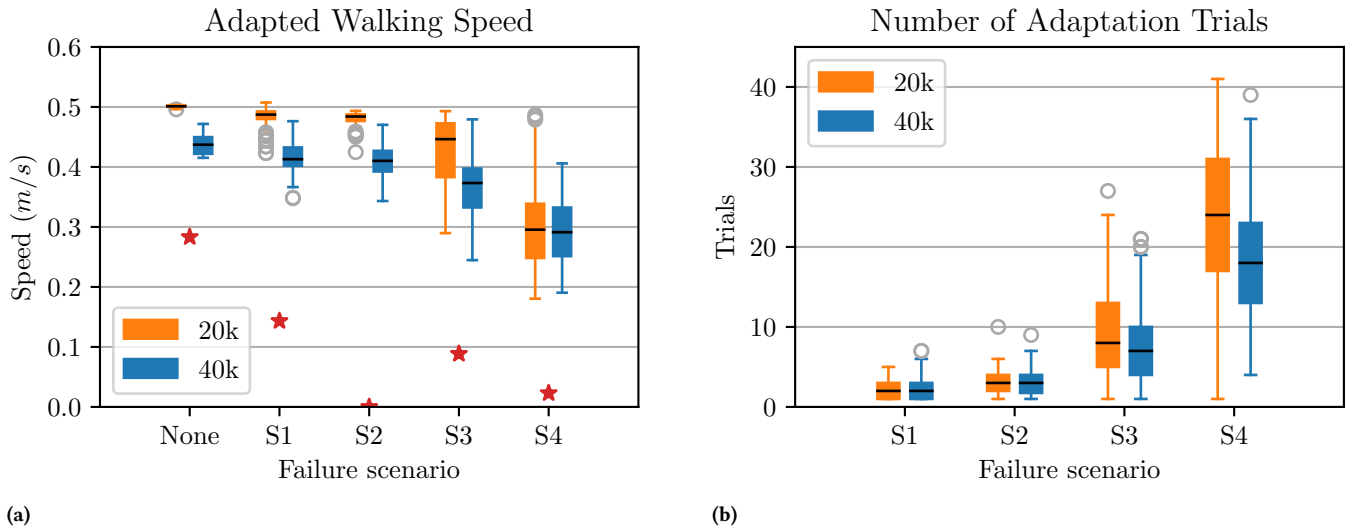 Adapted Walking Speed
0.6
0.5
0.4
0.3
0.2
0.1
0.0
Speed (m/s)
20k
40k
None S1 S2 S3 S4
Failure scenario
(a)
Number of Adaptation Trials
40
30
20
10
0
Trials
20k
40k
S1 S2 S3 S4
Failure scenario
(b)